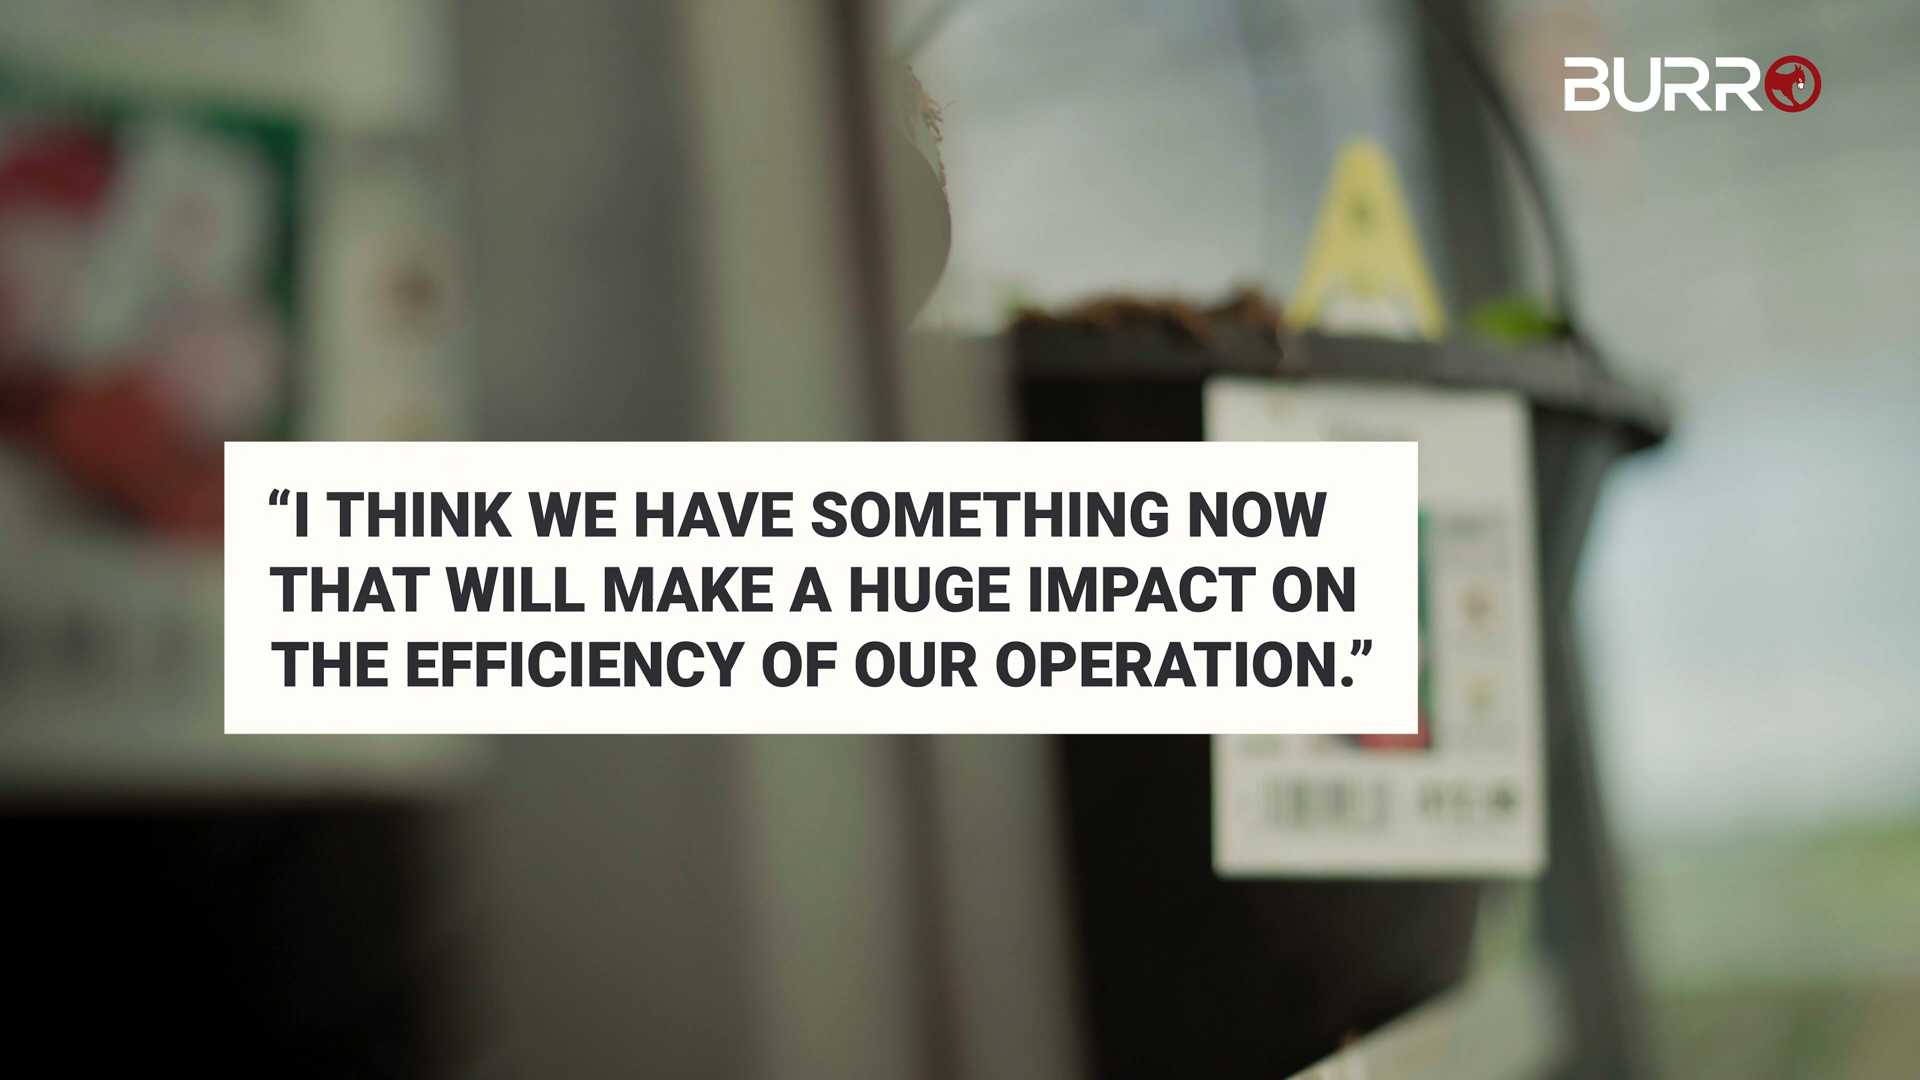 BURRO
“I THINK WE HAVE SOMETHING NOW
THAT WILL MAKE A HUGE IMPACT ON
THE EFFICIENCY OF OUR OPERATION.”